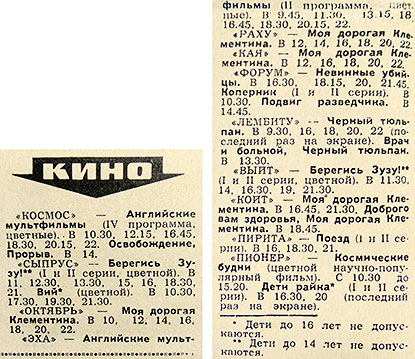 КИНО
«КОСМОС» — Английские
мультфильмы (IV программа,
цветные). В 10.30, 12.15, 16.45,
18.30, 20.15, 22. Освобождение,
Прорыв. В 14.
«СЫПРУС» — Берегись Зу-
зу!** (I и II серии, цветной). В
11, 12.30, 13.30, 15, 16, 18.30,
21. Вий* (цветной). В 10.30,
17.30, 19.30, 21.30.
«ОКТЯБРЬ» — Моя дорогая
Клементина. В 10, 12, 14, 16,
18, 20, 22.
«ЭХА» — Английские мульт-
фильмы (II программа, цвет-
ные). В 9.45, 11.30, 13.15, 18
16.45, 18.30, 20.15, 22.
«РАХУ» — Моя дорогая Кле-
ментина. В 12, 14, 16, 18, 20, 22.
«КАЯ» — Моя дорогая Кле-
ментина. В 12, 16, 18, 20, 22.
«ФОРУМ» — Невинные убий-
цы. В 16.30, 18.15, 20, 21.45.
Коперник (I и II серии). В
10.30. Подвиг разведчика. В
14.45.
«ЛЕМБИТУ» — Черный тюль-
пан. В 9.30, 16, 18, 20, 22 (по-
следний раз на экране). Врач
и больной, Черный тюльпан.
В 13.30.
«ВЫЙТ» — Берегись Зузу!**
(I и II серии, цветной). В 11.30,
14, 16.30, 19, 21.30.
«КОИТ» — Моя дорогая Кле-
ментина. В 16.45, 21.30, Доброго
вам здоровья, Моя дорогая Кле-
ментина. В 18.45.
«ПИРИТА» — Поезд (I и II се-
рии). В 16, 18.30, 21.
«ПИОНЕР» — Космические
будни (цветной научно-попу-
лярный фильм). С 10.30 до
15.20. Дети райка* (I и II се-
рии). В 16.30, 20 (последний
раз на экране).
* Дети до 16 лет не допус-
каются.
** Дети до 14 лет не допус-
каются.